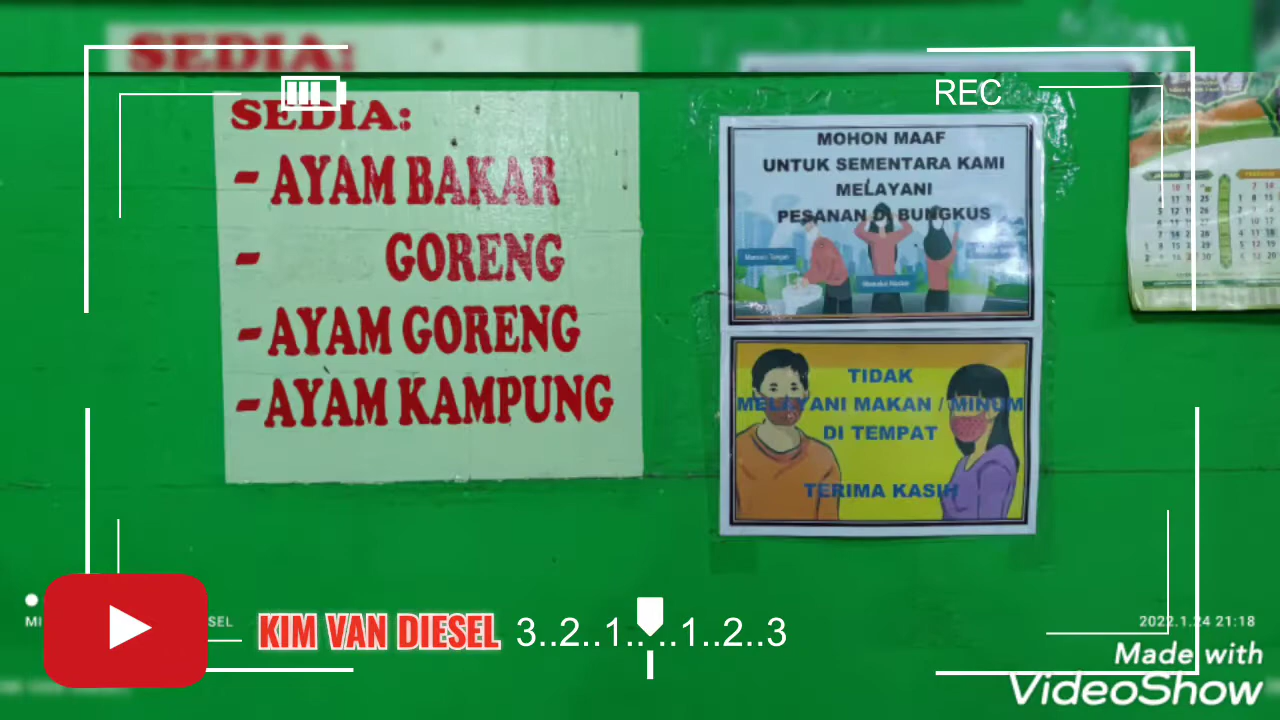 SEDIA:
SEDIA:
- AYAM BAKAR
- GORENG
- AYAM GORENG
- AYAM KAMPUNG
REC
MOHON MAAF
UNTUK SEMENTARA KAMI
MELAYANI
PESANAN DI BUNGKUS
TIDAK
MELAYANI MAKAN / MINUM
DI TEMPAT
TERIMA KASIH
KIM VAN DIESEL
3..2..1.. ..1..2..3
2022.1.24 21:18
Made with
VideoShow